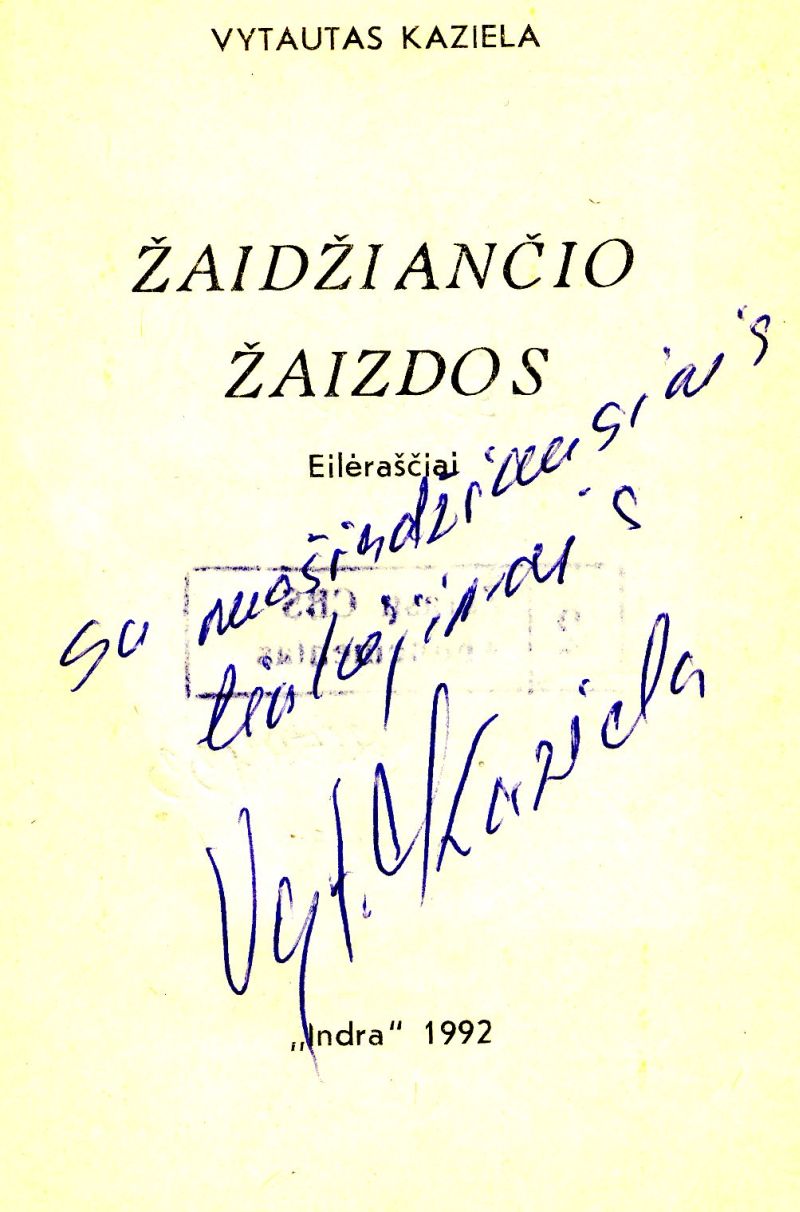 VYTAUTAS KAZIELA
ŽAIDŽIANČIO
ŽAIZDOS
Eilėraščiai
Su nuoširdžiausiais
linkėjimais
Vyt. Kaziela
„Indra“ 1992